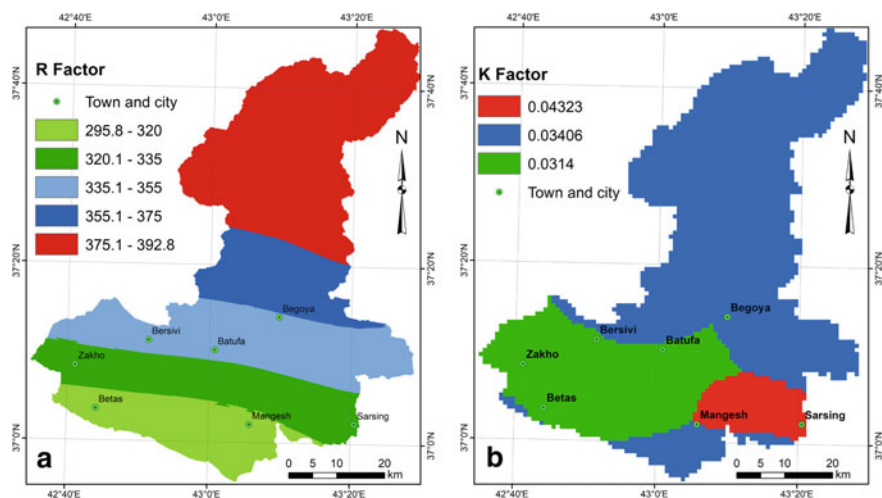 42°40'E 43°0'E 43°20'E
37°40'N
37°20'N
37°0'N
R Factor
Town and city
295.8 - 320
320.1 - 335
335.1 - 355
355.1 - 375
375.1 - 392.8
N
Begoya
Bersivi
Batufa
Zakho
Betas
Mangesh
Sarsing
a
0 5 10 20
km
37°40'N
37°20'N
37°0'N
42°40'E 43°0'E 43°20'E
42°40'E 43°0'E 43°20'E
37°40'N
37°20'N
37°0'N
K Factor
0.04323
0.03406
0.0314
Town and city
N
Begoya
Bersivi
Batufa
Zakho
Betas
Mangesh
Sarsing
b
0 5 10 20
km
37°40'N
37°20'N
37°0'N
42°40'E 43°0'E 43°20'E